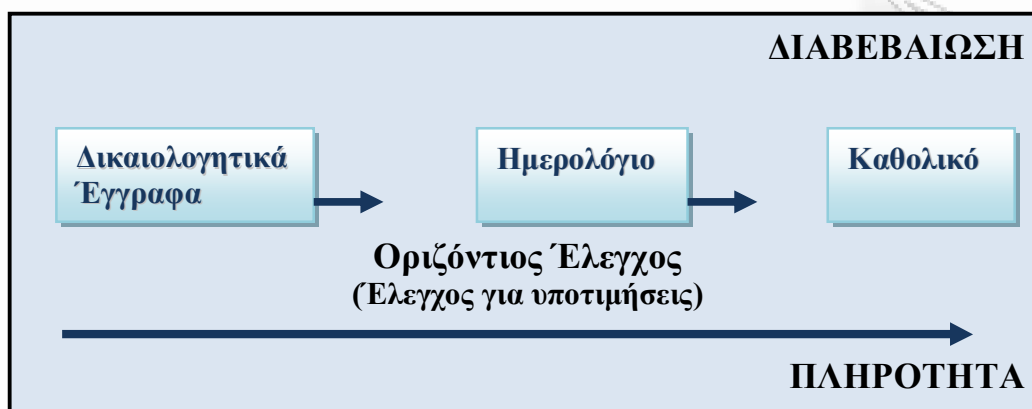 ΔΙΑΒΕΒΑΙΩΣΗ
Δικαιολογητικά
Έγγραφα
Ημερολόγιο
Καθολικό
Οριζόντιος Έλεγχος
(Έλεγχος για υποτιμήσεις)
ΠΛΗΡΟΤΗΤΑ